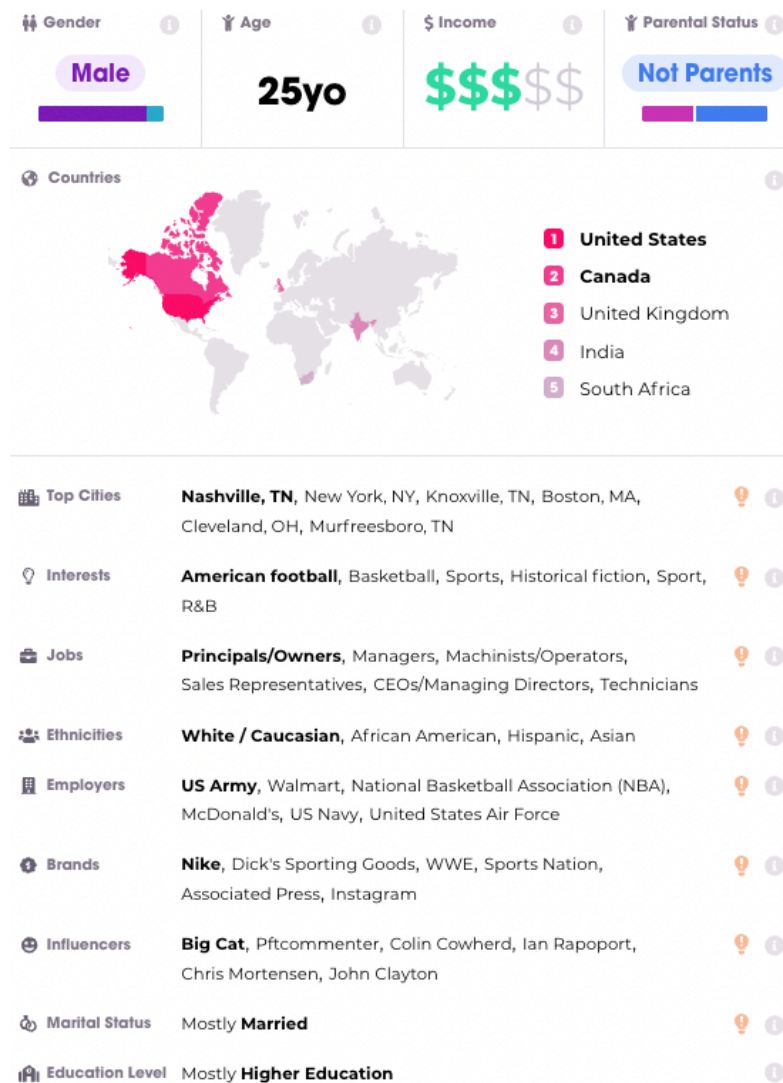 Gender
Age
$ Income
Parental Status
Male
25yo
$$$$$
Not Parents
Countries
1 United States
2 Canada
3 United Kingdom
4 India
5 South Africa
Top Cities
Nashville, TN, New York, NY, Knoxville, TN, Boston, MA,
Cleveland, OH, Murfreesboro, TN
Interests
American football, Basketball, Sports, Historical fiction, Sport,
R&B
Jobs
Principals/Owners, Managers, Machinists/Operators,
Sales Representatives, CEOs/Managing Directors, Technicians
Ethnicities
White / Caucasian, African American, Hispanic, Asian
Employers
US Army, Walmart, National Basketball Association (NBA),
McDonald's, US Navy, United States Air Force
Brands
Nike, Dick's Sporting Goods, WWE, Sports Nation,
Associated Press, Instagram
Influencers
Big Cat, Pftcommenter, Colin Cowherd, Ian Rapoport,
Chris Mortensen, John Clayton
Marital Status
Mostly Married
Education Level
Mostly Higher Education